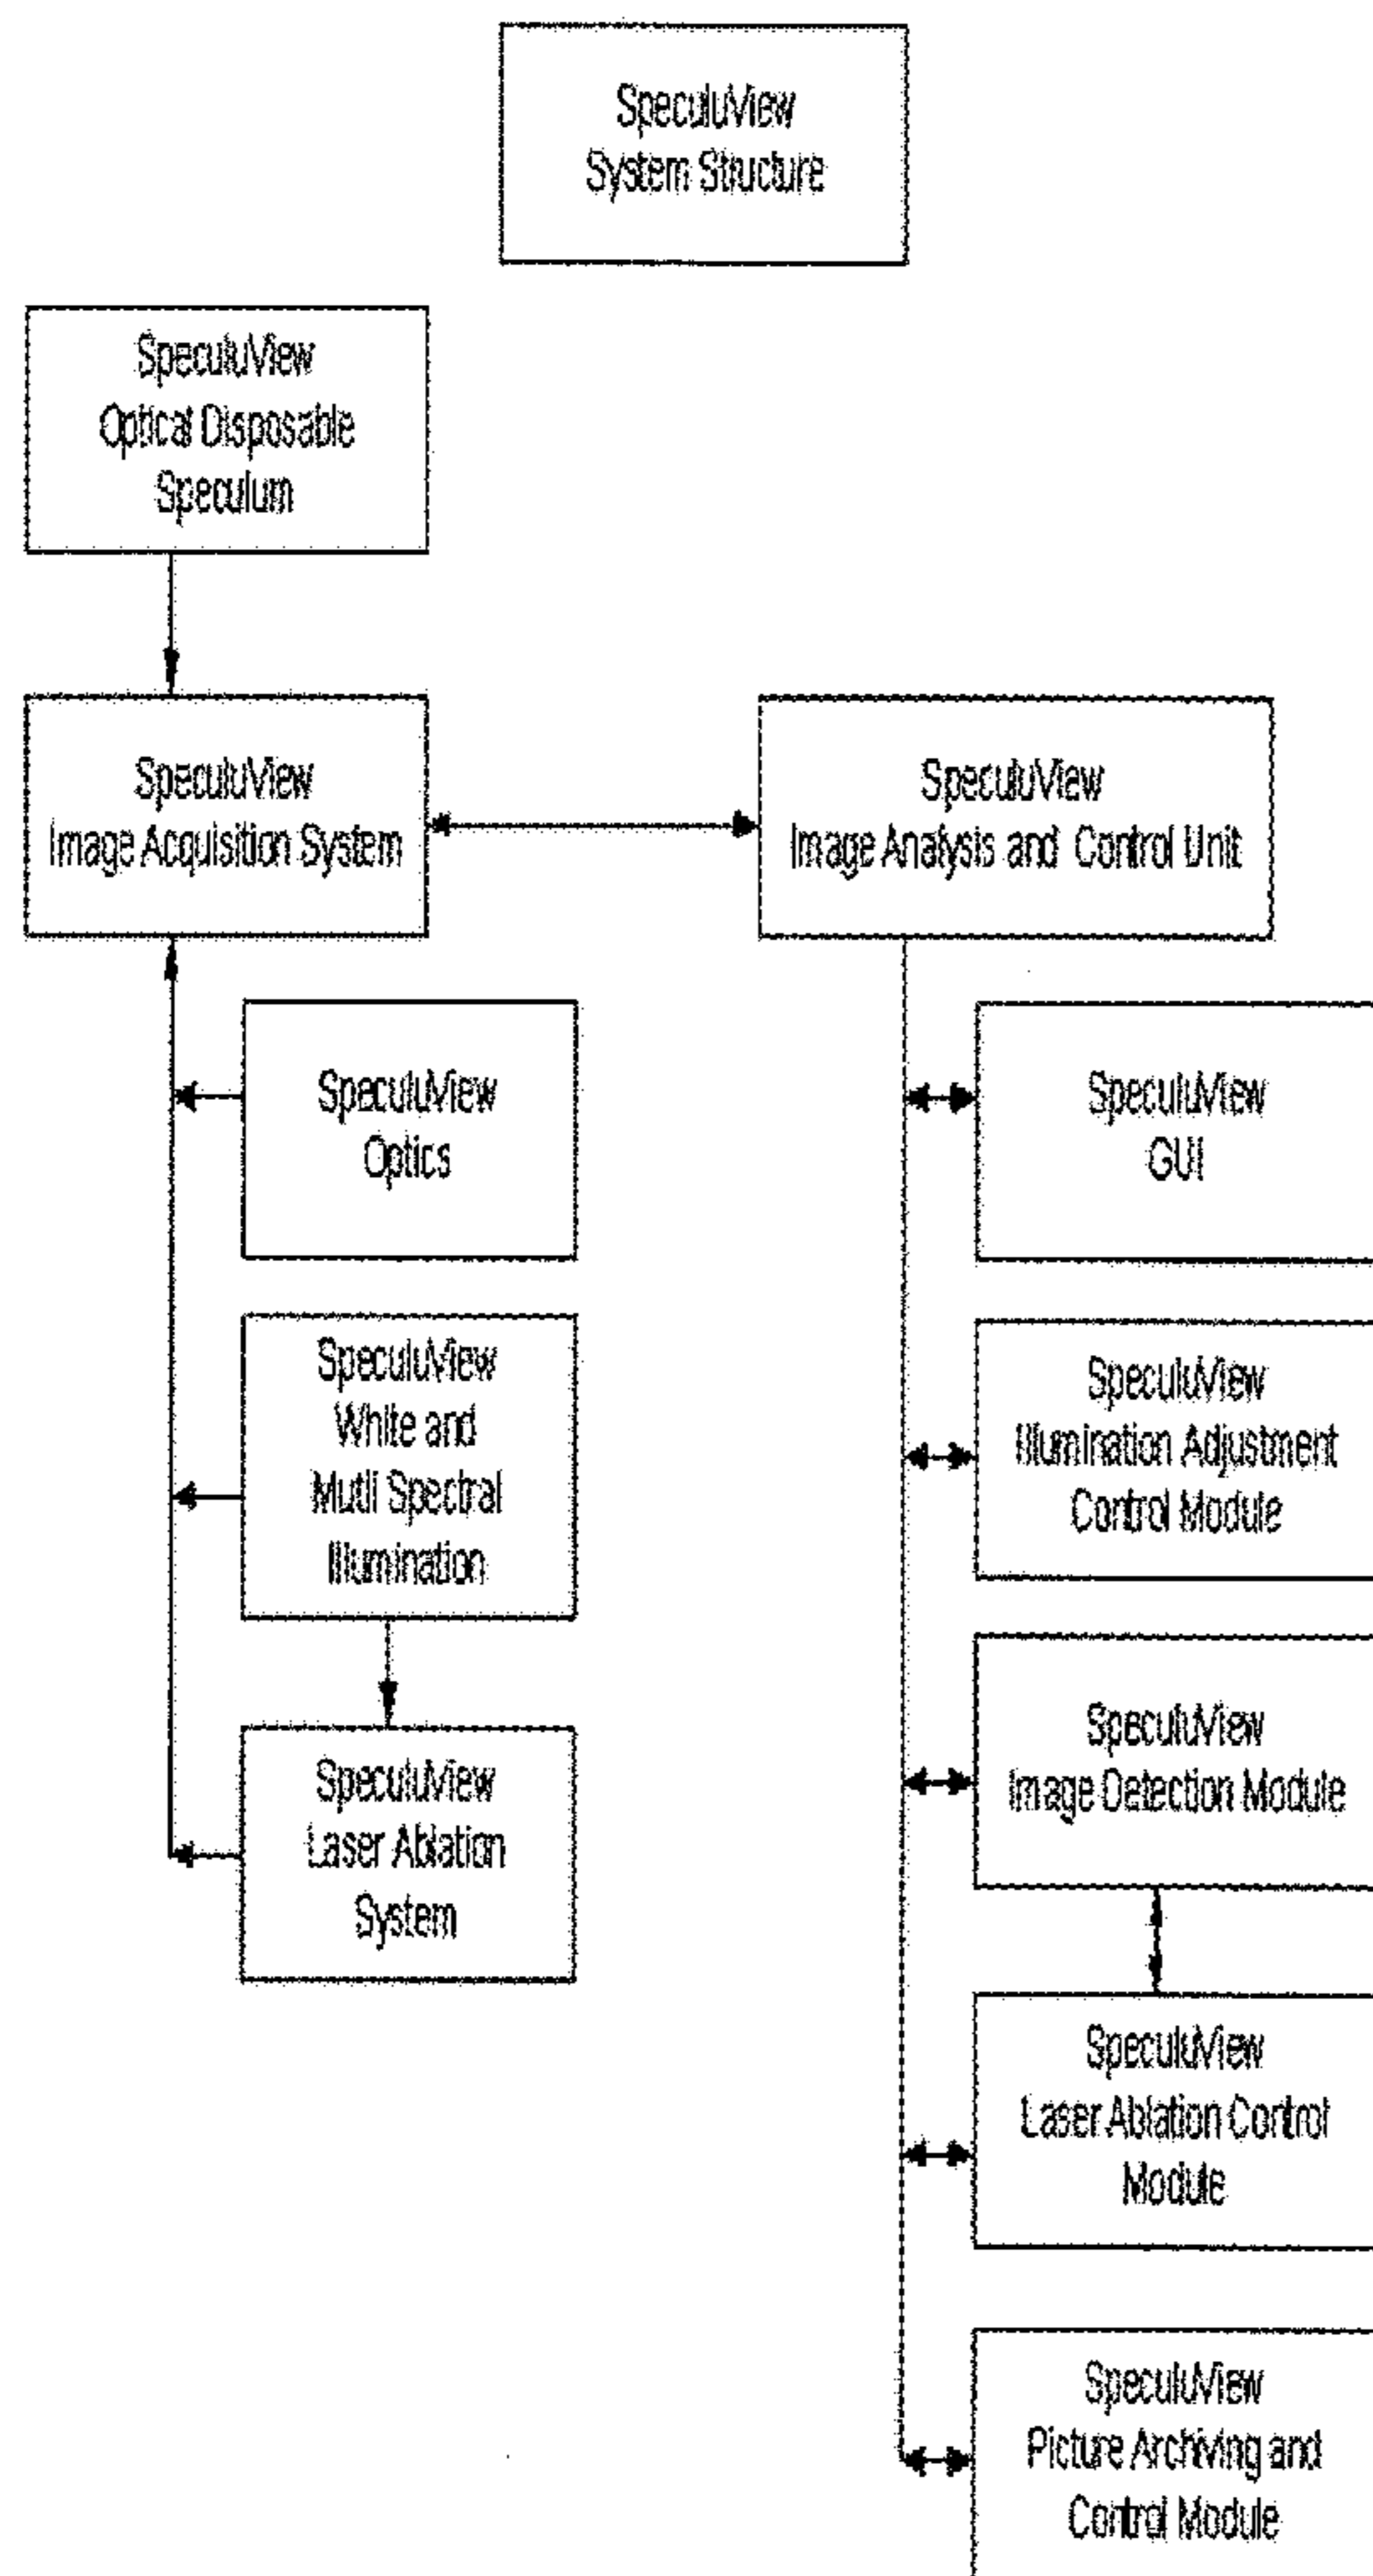 SpeculuView
System Structure
SpeculuView
Optical Disposable
Speculum
SpeculuView
Image Acquisition System
SpeculuView
Image Analysis and Control Unit
SpeculuView
Optics
SpeculuView
White and
Mutli Spectral
Illumination
SpeculuView
Laser Ablation
System
SpeculuView
GUI
SpeculuView
Illumination Adjustment
Control Module
SpeculuView
Image Detection Module
SpeculuView
Laser Ablation Control
Module
SpeculuView
Picture Archiving and
Control Module